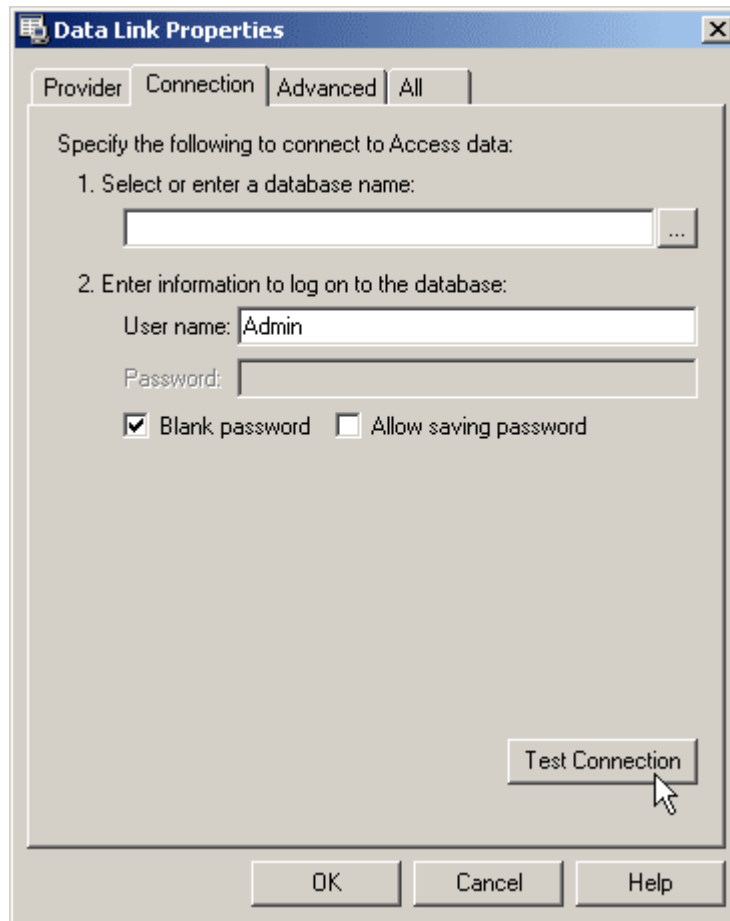 Data Link Properties
Provider Connection Advanced All
Specify the following to connect to Access data:
1. Select or enter a database name:
...
2. Enter information to log on to the database:
User name: Admin
Password:
Blank password Allow saving password
Test Connection
OK Cancel Help